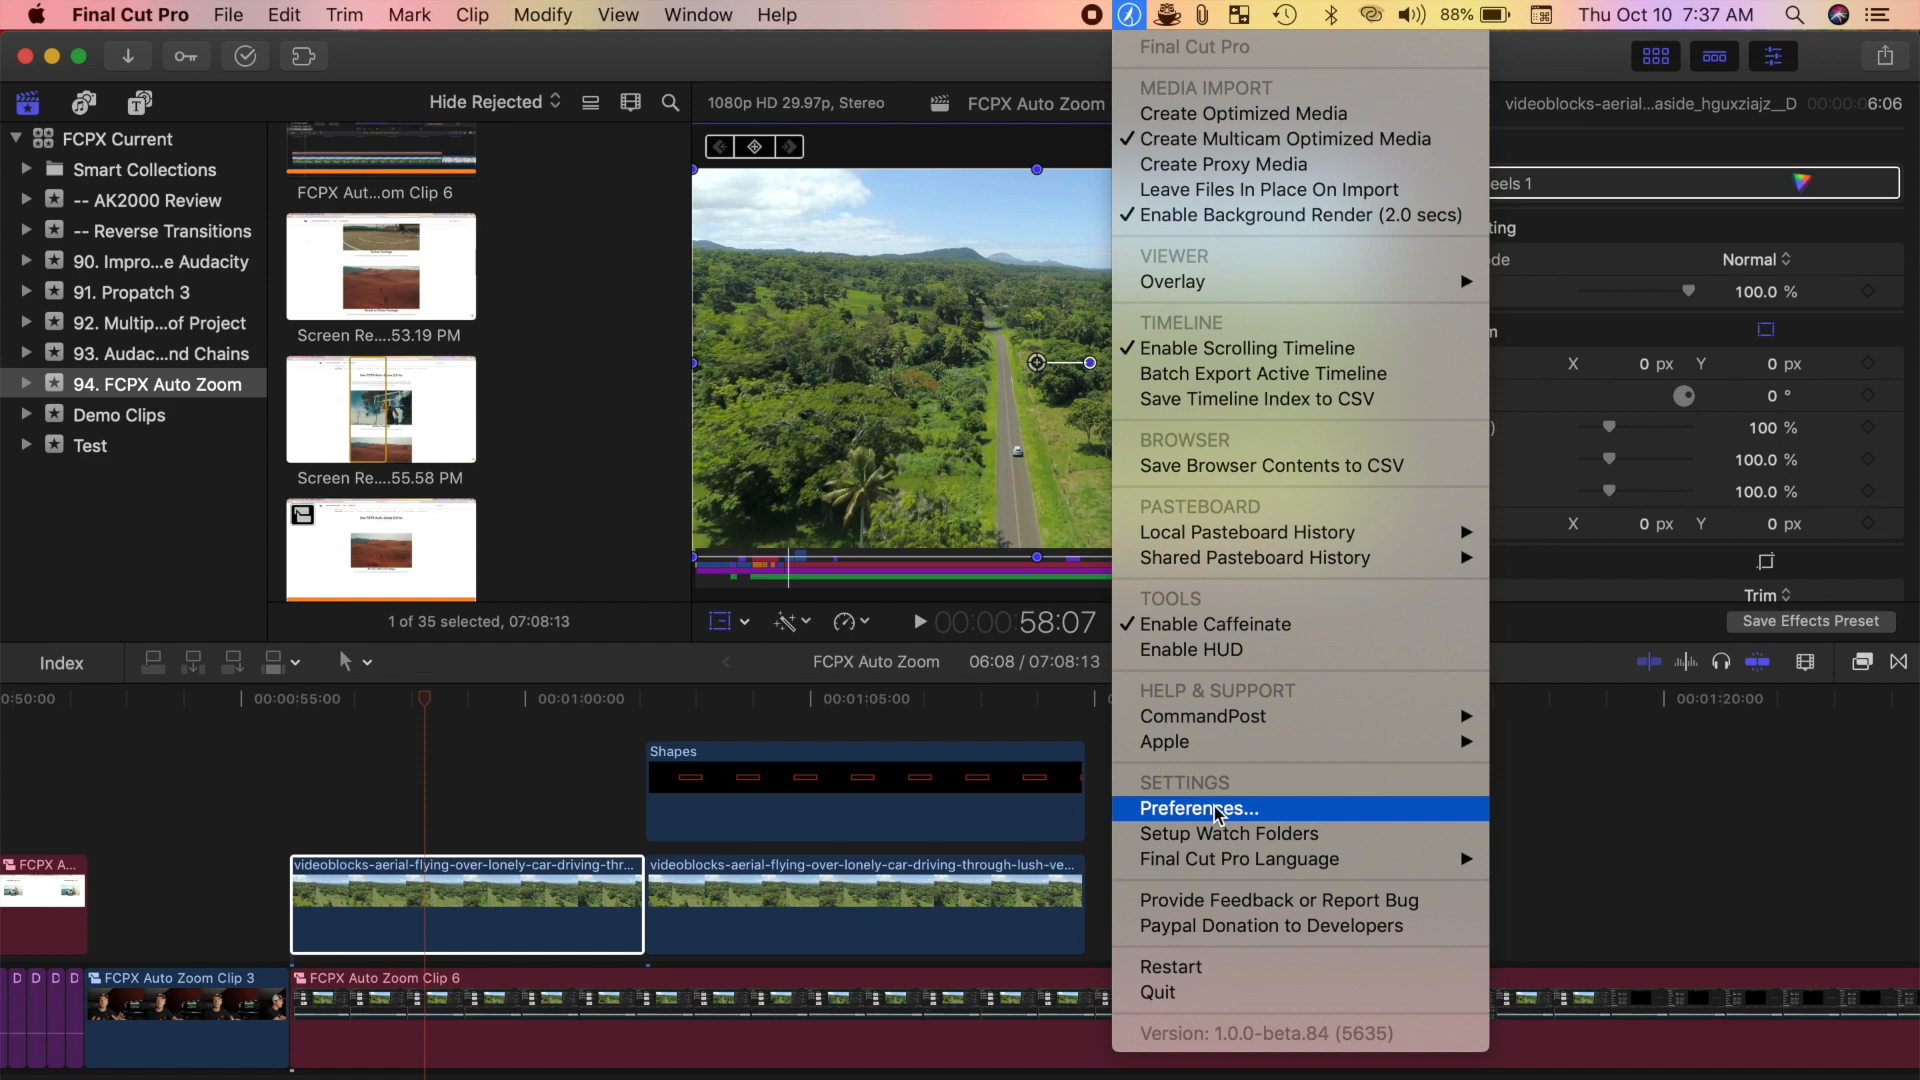 Final Cut Pro File Edit Trim Mark Clip Modify View Window Help
88% Thu Oct 10 7:37 AM
Hide Rejected
1080p HD 29.97p, Stereo
FCPX Auto Zoom
videoblocks-aerial...aside_hguxziajz__D 00:00:06:06
FCPX Current
Smart Collections
-- AK2000 Review
-- Reverse Transitions
90. Impro...e Audacity
91. Propatch 3
92. Multip...of Project
93. Audac...nd Chains
94. FCPX Auto Zoom
Demo Clips
Test
FCPX Aut...om Clip 6
Screen Re....53.19 PM
Screen Re....55.58 PM
1 of 35 selected, 07:08:13
00:00:58:07
Final Cut Pro
MEDIA IMPORT
Create Optimized Media
✓ Create Multicam Optimized Media
Create Proxy Media
Leave Files In Place On Import
✓ Enable Background Render (2.0 secs)
VIEWER
Overlay
TIMELINE
✓ Enable Scrolling Timeline
Batch Export Active Timeline
Save Timeline Index to CSV
BROWSER
Save Browser Contents to CSV
PASTEBOARD
Local Pasteboard History
Shared Pasteboard History
TOOLS
✓ Enable Caffeinate
Enable HUD
HELP & SUPPORT
CommandPost
Apple
SETTINGS
Preferences...
Setup Watch Folders
Final Cut Pro Language
Provide Feedback or Report Bug
Paypal Donation to Developers
Restart
Quit
Version: 1.0.0-beta.84 (5635)
eels 1
ting
de Normal
100.0 %
m
X 0 px Y 0 px
0 °
) 100 %
100.0 %
100.0 %
X 0 px Y 0 px
Trim
Save Effects Preset
Index
FCPX Auto Zoom 06:08 / 07:08:13
0:50:00 00:00:55:00 00:01:00:00 00:01:05:00 00:01:20:00
Shapes
FCPX A...
videoblocks-aerial-flying-over-lonely-car-driving-thr...
videoblocks-aerial-flying-over-lonely-car-driving-through-lush-ve...
D D D D FCPX Auto Zoom Clip 3
FCPX Auto Zoom Clip 6